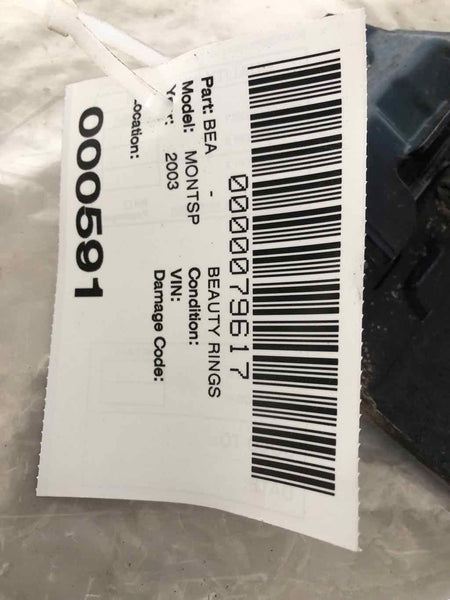 0000079617
Part: BEA - BEAUTY RINGS
Model: MONTSP Condition:
Year: 2003 VIN:
Damage Code:
Location:
000591